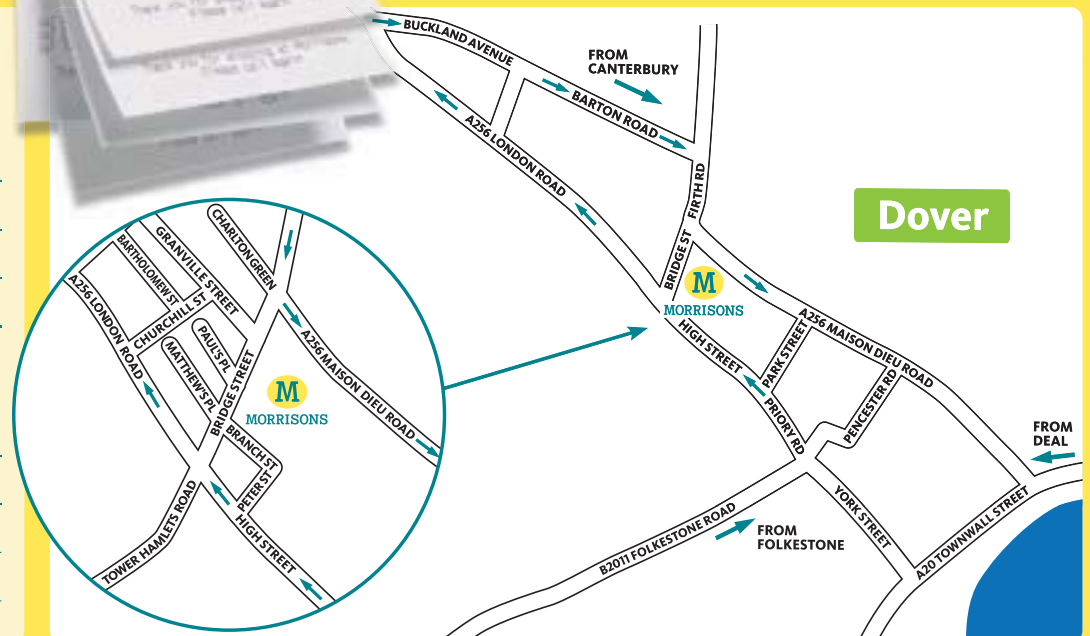 BUCKLAND AVENUE
FROM
CANTERBURY
BARTON ROAD
A256 LONDON ROAD
FIRTH RD
Dover
BRIDGE ST
M
MORRISONS
A256 MAISON DIEU ROAD
HIGH STREET
PARK STREET
PRIORY RD
PENCESTER RD
FROM
DEAL
YORK STREET
A20 TOWNWALL STREET
B2011 FOLKESTONE ROAD
FROM
FOLKESTONE
CHARLTON GREEN
GRANVILLE STREET
BARTHOLOMEW ST
A256 LONDON ROAD
CHURCHILL ST
PAUL'S PL
MATTHEW'S PL
BRIDGE STREET
A256 MAISON DIEU ROAD
M
MORRISONS
BRANCH ST
PETER ST
HIGH STREET
TOWER HAMLETS ROAD